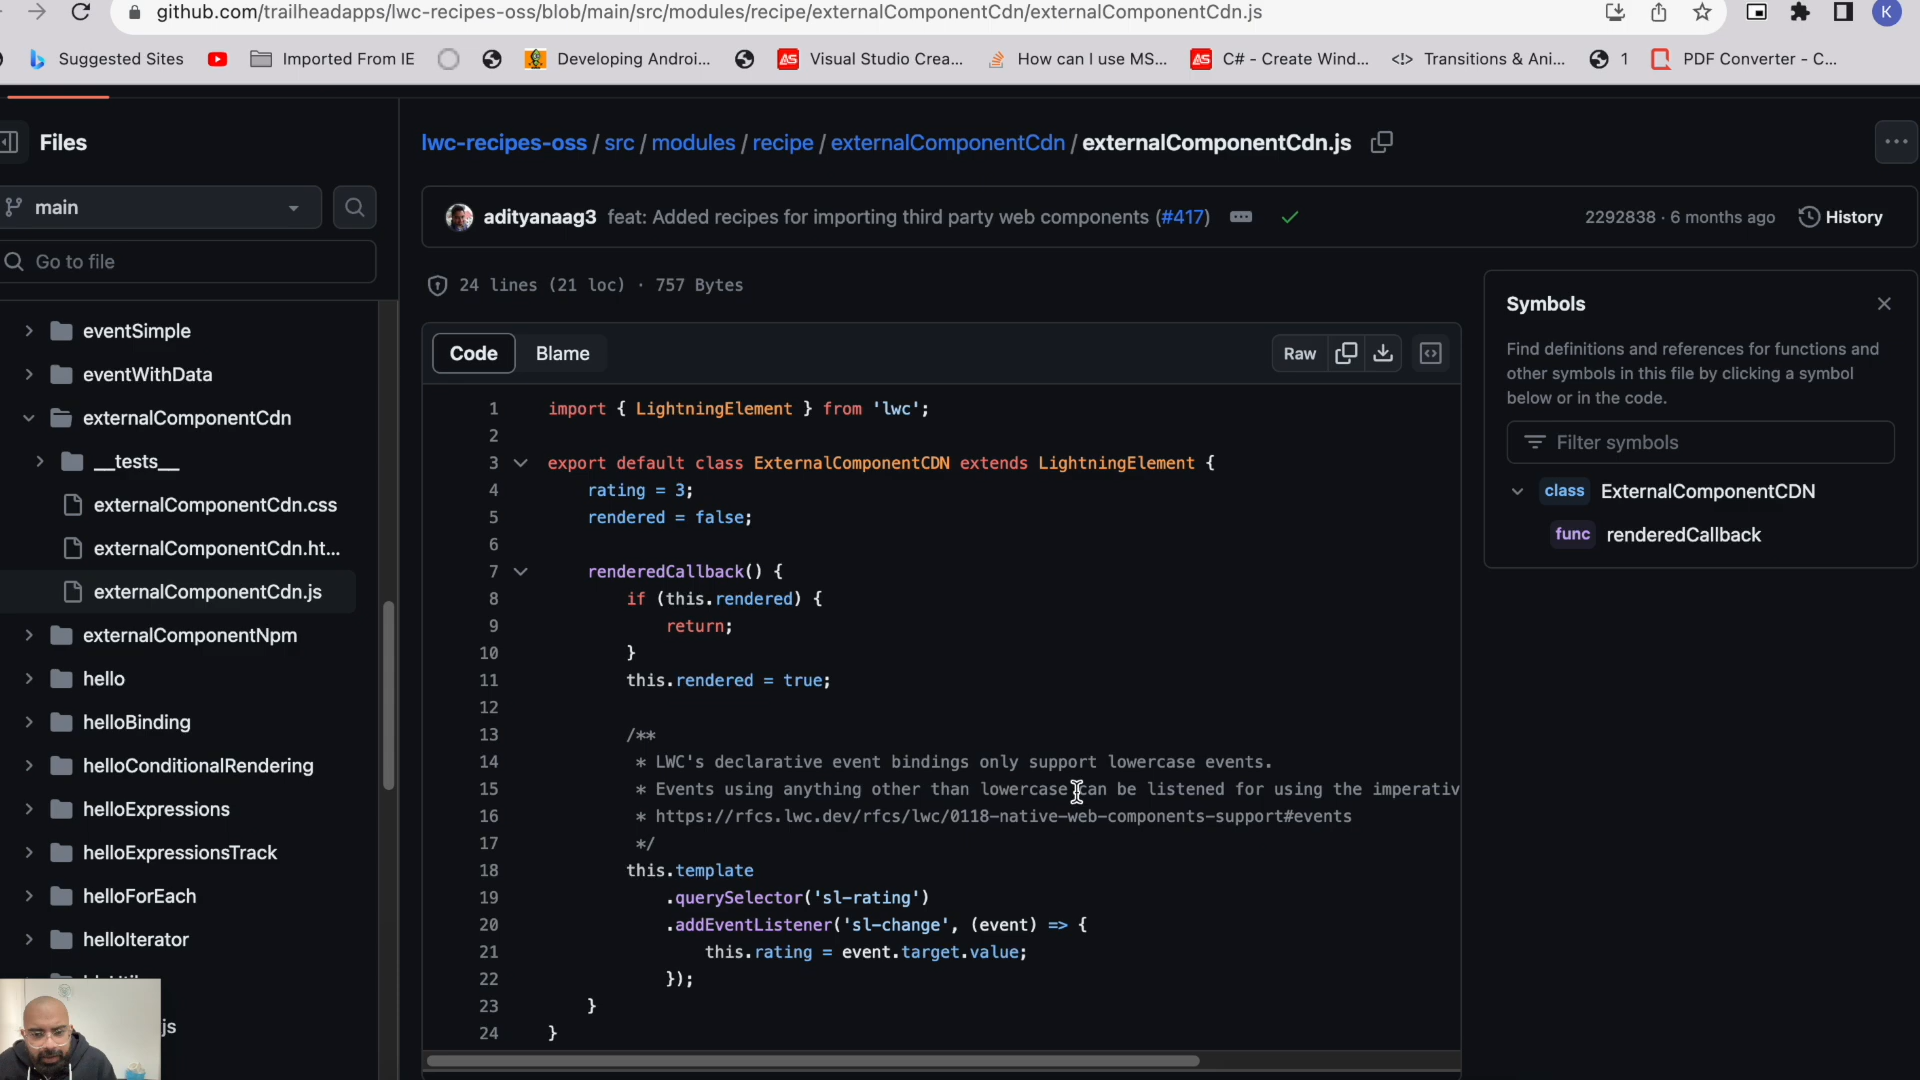 github.com/trailheadapps/lwc-recipes-oss/blob/main/src/modules/recipe/externalComponentCdn/externalComponentCdn.js
K
Suggested Sites
Imported From IE
Developing Androi...
Visual Studio Crea...
How can I use MS...
C# - Create Wind...
Transitions & Ani...
1
PDF Converter - C...
Files
main
Go to file
eventSimple
eventWithData
externalComponentCdn
__tests__
externalComponentCdn.css
externalComponentCdn.ht...
externalComponentCdn.js
externalComponentNpm
hello
helloBinding
helloConditionalRendering
helloExpressions
helloExpressionsTrack
helloForEach
helloIterator
js
lwc-recipes-oss / src / modules / recipe / externalComponentCdn / externalComponentCdn.js
adityanaag3 feat: Added recipes for importing third party web components (#417)
2292838 · 6 months ago
History
24 lines (21 loc) · 757 Bytes
Code
Blame
Raw
1 import { LightningElement } from 'lwc';
2
3 export default class ExternalComponentCDN extends LightningElement {
4 rating = 3;
5 rendered = false;
6
7 renderedCallback() {
8 if (this.rendered) {
9 return;
10 }
11 this.rendered = true;
12
13 /**
14 * LWC's declarative event bindings only support lowercase events.
15 * Events using anything other than lowercase can be listened for using the imperativ
16 * https://rfcs.lwc.dev/rfcs/lwc/0118-native-web-components-support#events
17 */
18 this.template
19 .querySelector('sl-rating')
20 .addEventListener('sl-change', (event) => {
21 this.rating = event.target.value;
22 });
23 }
24 }
Symbols
Find definitions and references for functions and
other symbols in this file by clicking a symbol
below or in the code.
Filter symbols
class ExternalComponentCDN
func renderedCallback